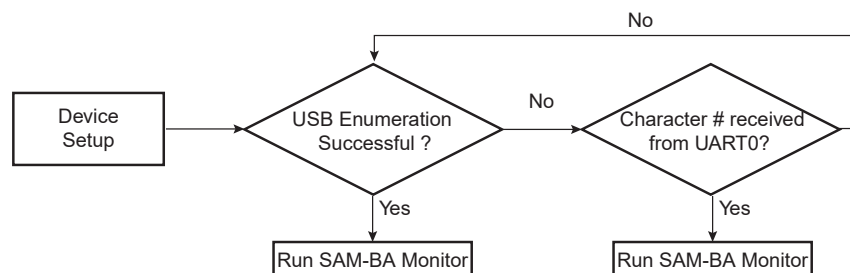 No
Device
Setup
USB Enumeration
Successful ?
No
Character # received
from UART0?
Yes
Yes
Run SAM-BA Monitor
Run SAM-BA Monitor